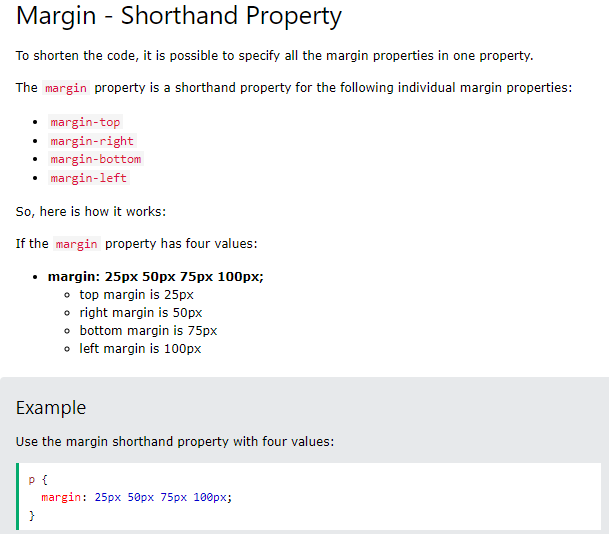 Margin - Shorthand Property
To shorten the code, it is possible to specify all the margin properties in one property.
The margin property is a shorthand property for the following individual margin properties:
• margin-top
• margin-right
• margin-bottom
• margin-left
So, here is how it works:
If the margin property has four values:
• margin: 25px 50px 75px 100px;
◦ top margin is 25px
◦ right margin is 50px
◦ bottom margin is 75px
◦ left margin is 100px
Example
Use the margin shorthand property with four values:
p {
  margin: 25px 50px 75px 100px;
}